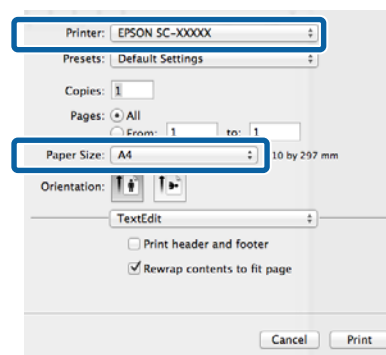 Printer: EPSON SC-XXXXX
Presets: Default Settings
Copies: 1
Pages: All
From: 1 to: 1
Paper Size: A4 10 by 297 mm
Orientation:
TextEdit
Print header and footer
Rewrap contents to fit page
Cancel Print